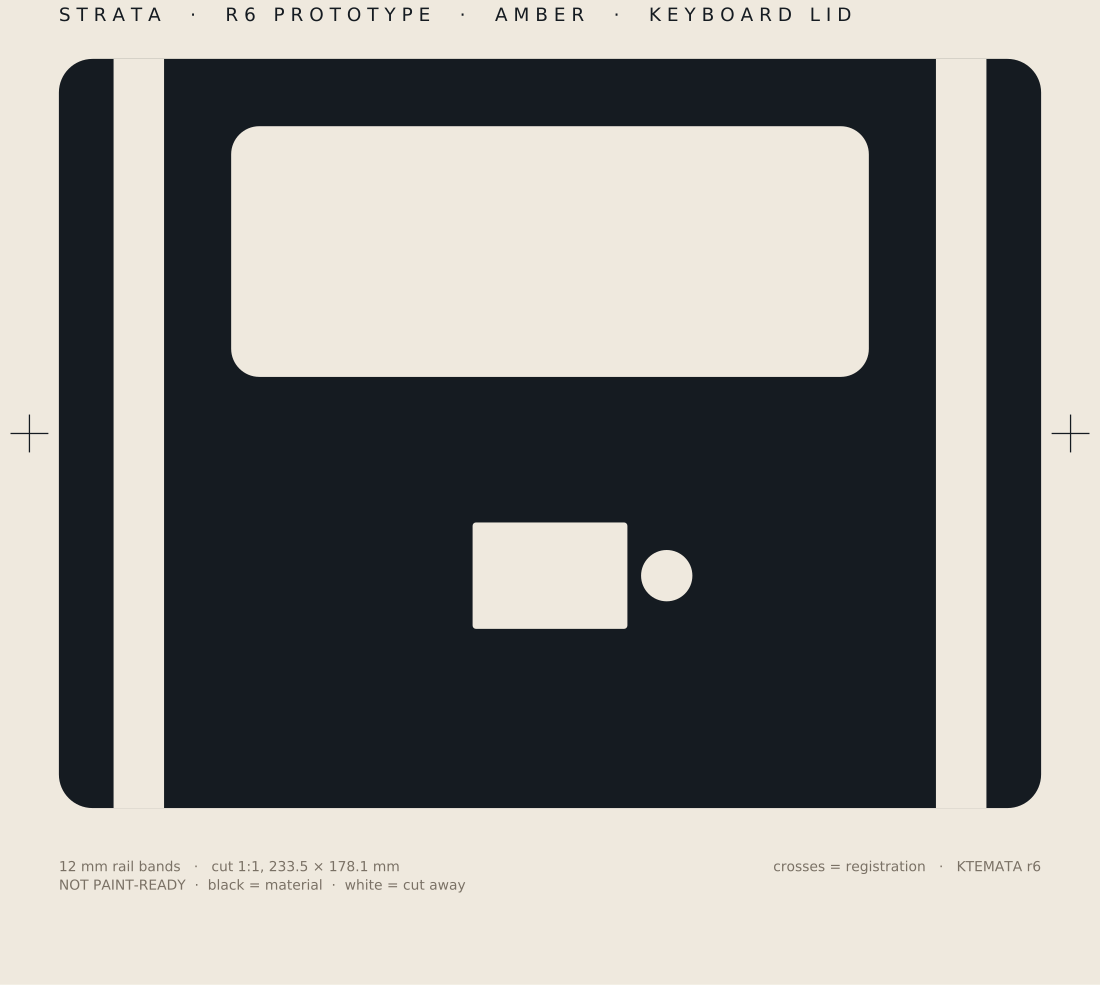 STRATA · R6 PROTOTYPE · AMBER · KEYBOARD LID
12 mm rail bands · cut 1:1, 233.5 × 178.1 mm
crosses = registration · KTEMATA r6
NOT PAINT-READY · black = material · white = cut away